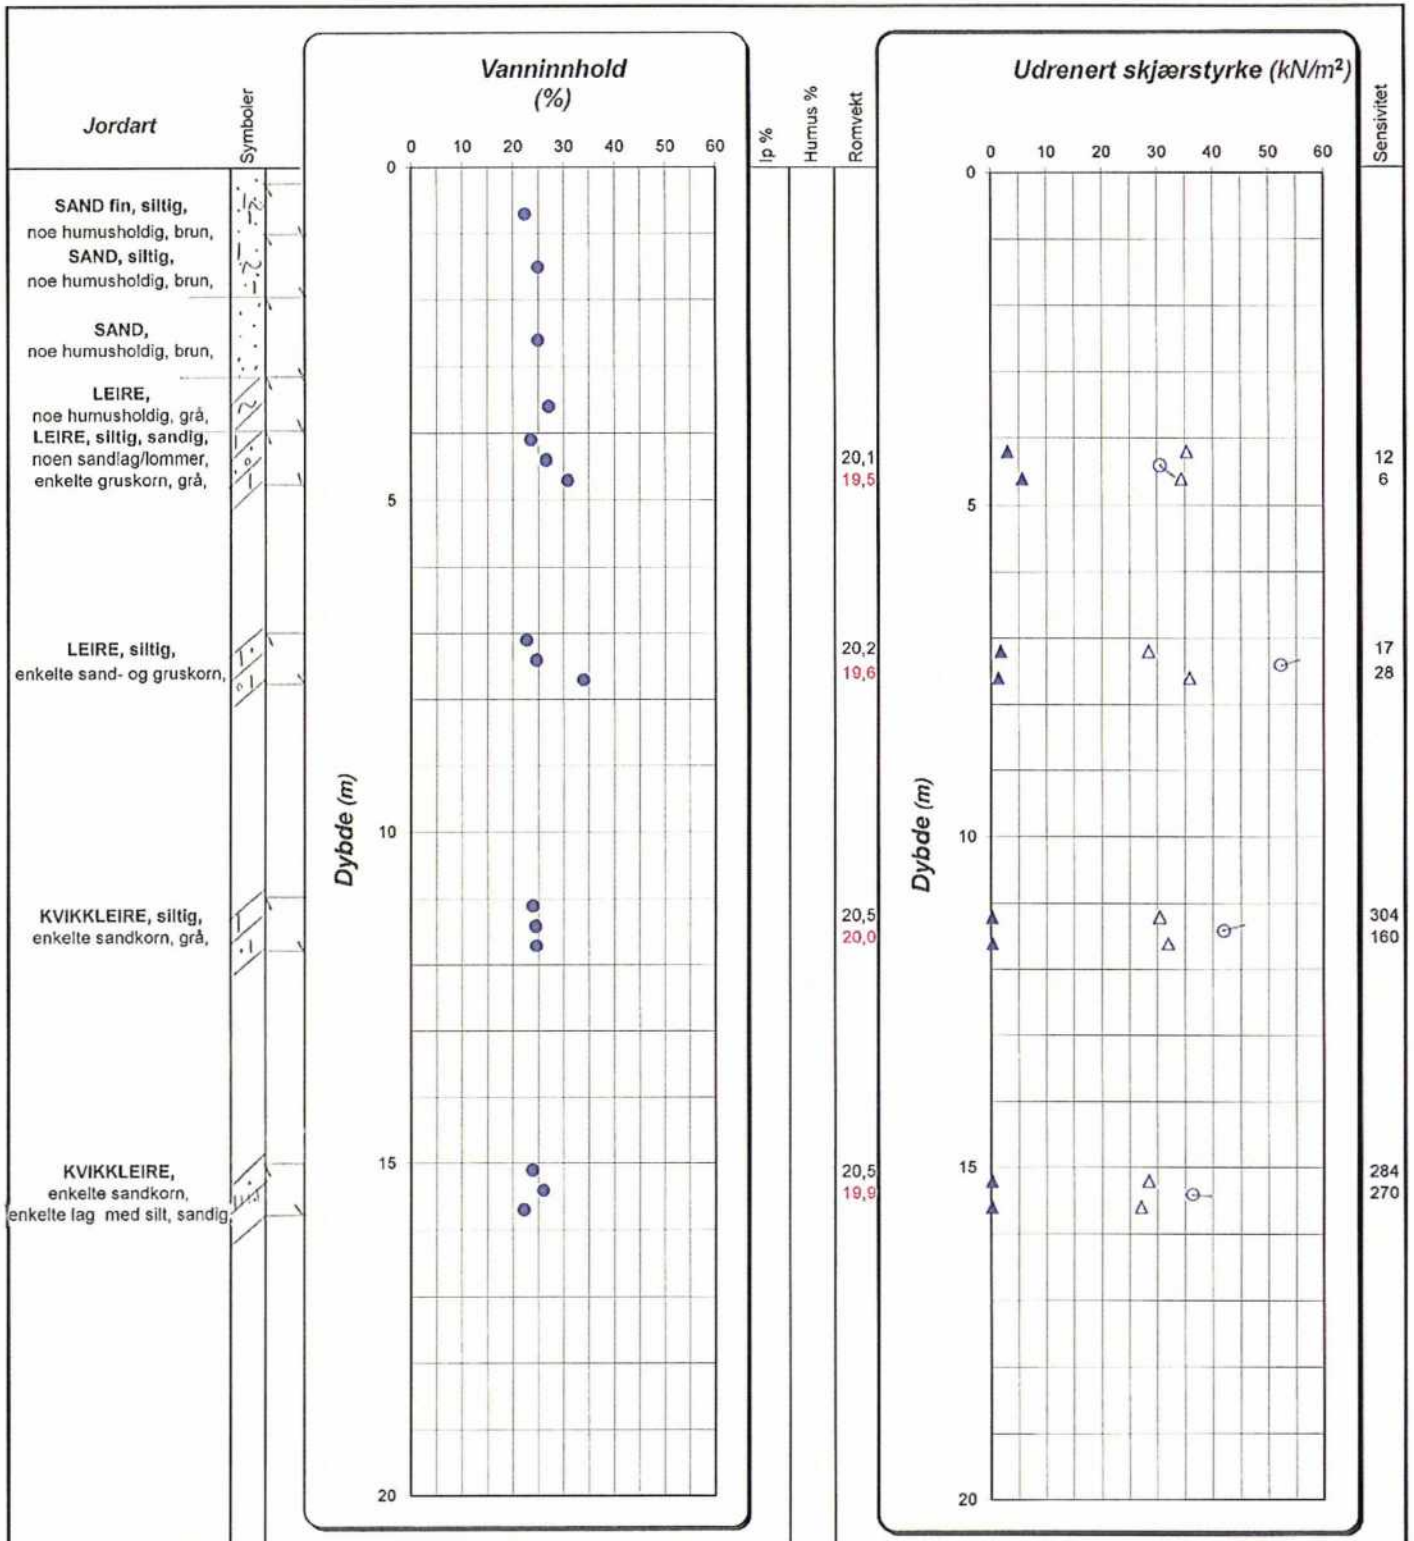 Jordart
Symboler
Vanninnhold
(%)
Ip %
Humus %
Romvekt
Udrenert skjærstyrke (kN/m²)
Sensivitet
0 10 20 30 40 50 60
0 10 20 30 40 50 60
0
5
10
15
20
Dybde (m)
0
5
10
15
20
Dybde (m)
SAND fin, siltig,
noe humusholdig, brun,
SAND, siltig,
noe humusholdig, brun,
SAND,
noe humusholdig, brun,
LEIRE,
noe humusholdig, grå,
LEIRE, siltig, sandig,
noen sandlag/lommer,
enkelte gruskorn, grå,
20,1
19,5
12
6
LEIRE, siltig,
enkelte sand- og gruskorn,
20,2
19,6
17
28
KVIKKLEIRE, siltig,
enkelte sandkorn, grå,
20,5
20,0
304
160
KVIKKLEIRE,
enkelte sandkorn,
enkelte lag med silt, sandig
20,5
19,9
284
270